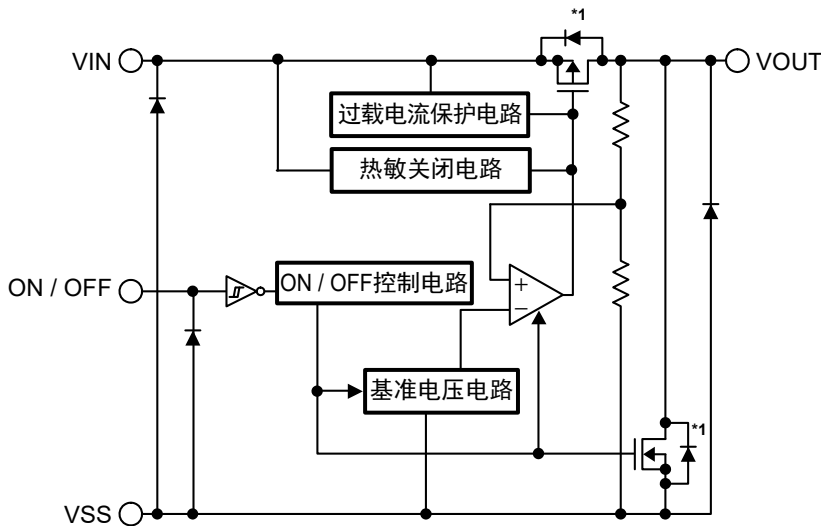 *1
VIN
VOUT
过载电流保护电路
热敏关闭电路
ON / OFF
ON / OFF控制电路
+
−
基准电压电路
*1
VSS